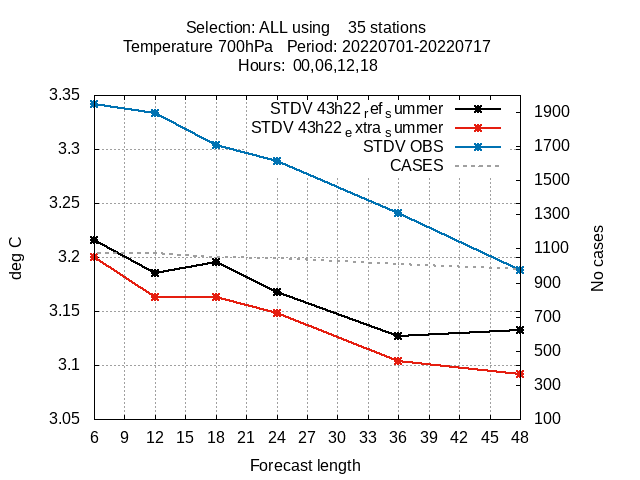 Selection: ALL using 35 stations
Temperature 700hPa Period: 20220701-20220717
Hours: 00,06,12,18
3.35
3.3
3.25
3.2
3.15
3.1
3.05
deg C
STDV 43h22 ref summer
STDV 43h22 extra summer
STDV OBS
CASES
1900
1700
1500
1300
1100
900
700
500
300
100
No cases
6 9 12 15 18 21 24 27 30 33 36 39 42 45 48
Forecast length